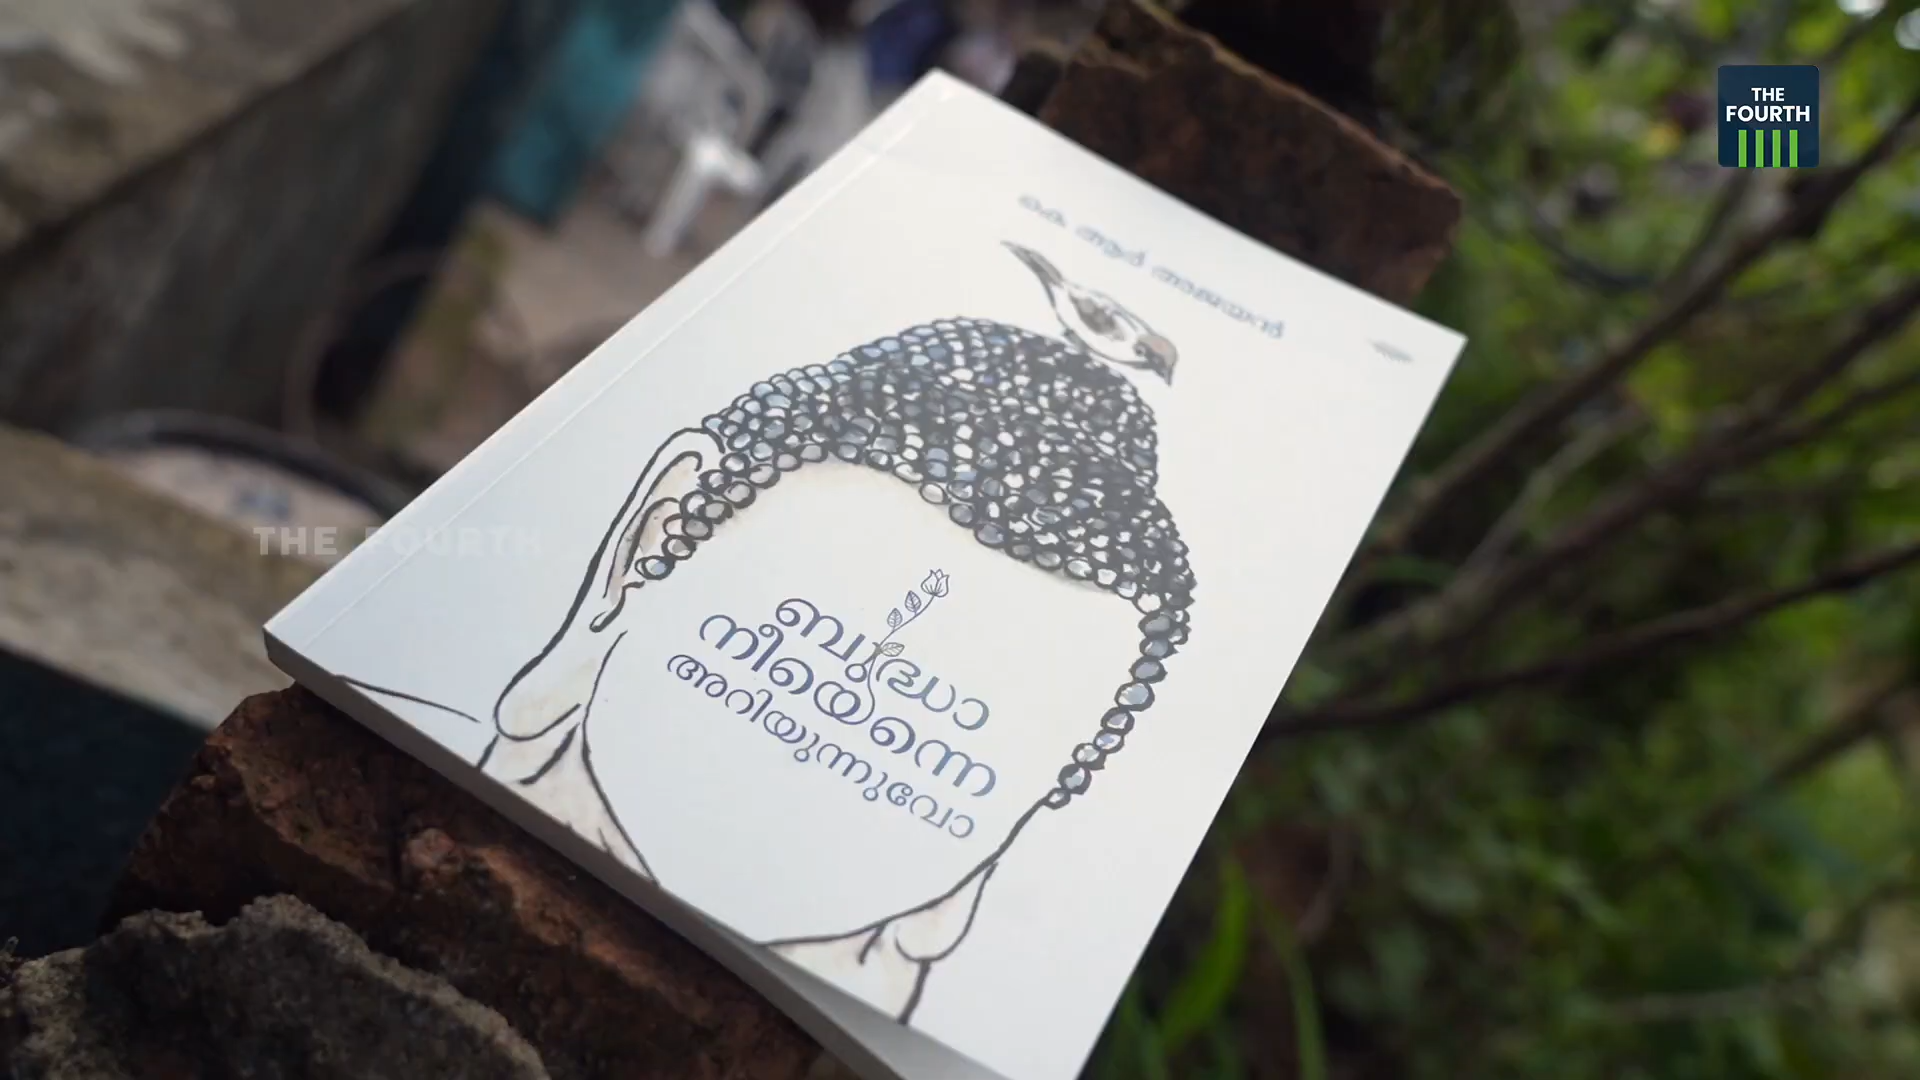 THE
FOURTH
കെ ആർ അജയൻ
THE FOURTH
ബുദ്ധാ
നീയെന്നെ
അറിയുന്നുവോ